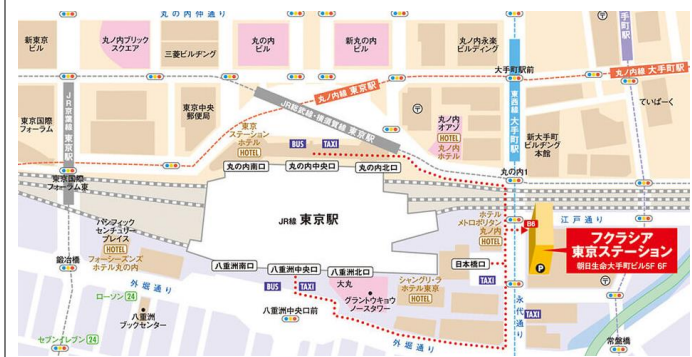 丸の内仲通り
新東京
ビル
丸ノ内ブリック
スクエア
三菱ビルヂング
丸の内
ビル
新丸の内
ビル
丸ノ内永楽
ビルディング
大手町駅
大手町駅前
丸ノ内線 大手町駅
丸ノ内線 東京駅
JR京葉線 東京駅
JR総武線・横須賀線 東京駅
東西線 大手町駅
東京国際
フォーラム
東京中央
郵便局
東京
ステーション
ホテル
HOTEL
BUS
TAXI
丸の内
オアゾ
HOTEL
丸ノ内
ホテル
新大手町
ビルヂング
本館
ていぱーく
丸の内1
丸の内南口
丸の内中央口
丸の内北口
東京国際
フォーラム東
JR線 東京駅
江戸通り
パシフィック
センチュリー
プレイス
HOTEL
フォーシーズンズ
ホテル丸の内
ホテル
メトロポリタン
丸ノ内
HOTEL
B6
フクラシア
東京ステーション
朝日生命大手町ビル5F 6F
P
鍛冶橋
八重洲南口
八重洲中央口
八重洲北口
日本橋口
TAXI
BUS
TAXI
大丸
グラントウキョウ
ノースタワー
シャングリ・ラ
ホテル東京
HOTEL
外堀通り
ローソン24
八重洲
ブックセンター
八重洲中央口前
永代通り
TAXI
セブンイレブン24
外堀通り
常盤橋